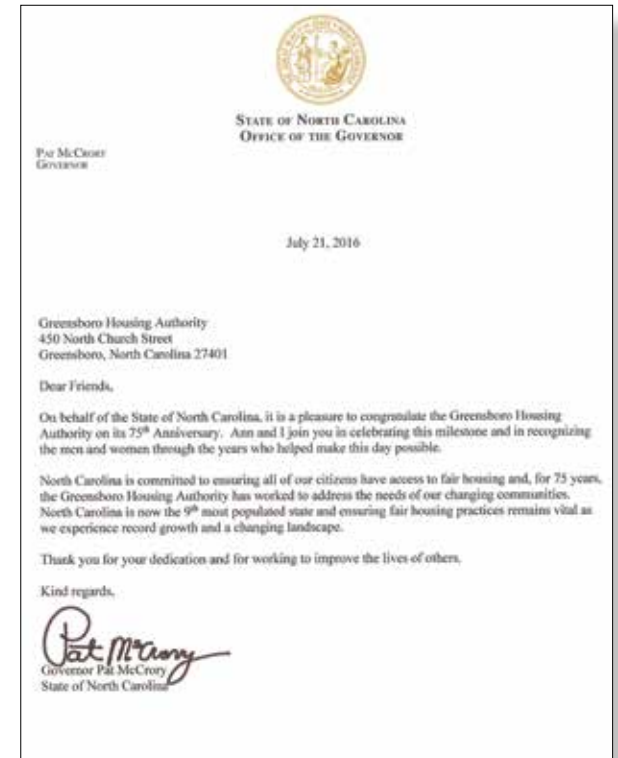 STATE OF NORTH CAROLINA
OFFICE OF THE GOVERNOR
PAT MCCRORY
GOVERNOR
July 21, 2016
Greensboro Housing Authority
450 North Church Street
Greensboro, North Carolina 27401
Dear Friends,
On behalf of the State of North Carolina, it is a pleasure to congratulate the Greensboro Housing
Authority on its 75th Anniversary. Ann and I join you in celebrating this milestone and in recognizing
the men and women through the years who helped make this day possible.
North Carolina is committed to ensuring all of our citizens have access to fair housing and, for 75 years,
the Greensboro Housing Authority has worked to address the needs of our changing communities.
North Carolina is now the 9th most populated state and ensuring fair housing practices remains vital as
we experience record growth and a changing landscape.
Thank you for your dedication and for working to improve the lives of others.
Kind regards,
Pat McCrory
Governor Pat McCrory
State of North Carolina